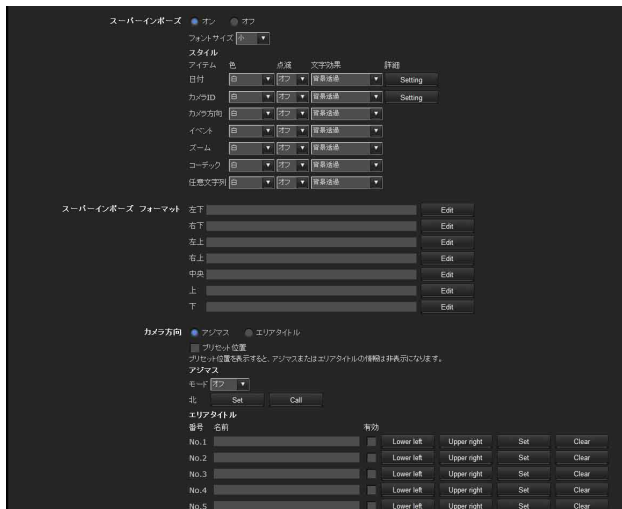 スーパーインポーズ オン オフ
フォントサイズ 小
スタイル
アイテム 色 点滅 文字効果 詳細
日付 白 オフ 背景透過 Setting
カメラID 白 オフ 背景透過 Setting
カメラ方向 白 オフ 背景透過
イベント 白 オフ 背景透過
ズーム 白 オフ 背景透過
コーデック 白 オフ 背景透過
任意文字列 白 オフ 背景透過
スーパーインポーズ フォーマット 左下 Edit
右下 Edit
左上 Edit
右上 Edit
中央 Edit
上 Edit
下 Edit
カメラ方向 アジマス エリアタイトル
プリセット位置
プリセット位置を表示すると、アジマスまたはエリアタイトルの情報は非表示になります。
アジマス
モード オフ
北 Set Call
エリアタイトル
番号 名前 有効
No.1 Lower left Upper right Set Clear
No.2 Lower left Upper right Set Clear
No.3 Lower left Upper right Set Clear
No.4 Lower left Upper right Set Clear
No.5 Lower left Upper right Set Clear